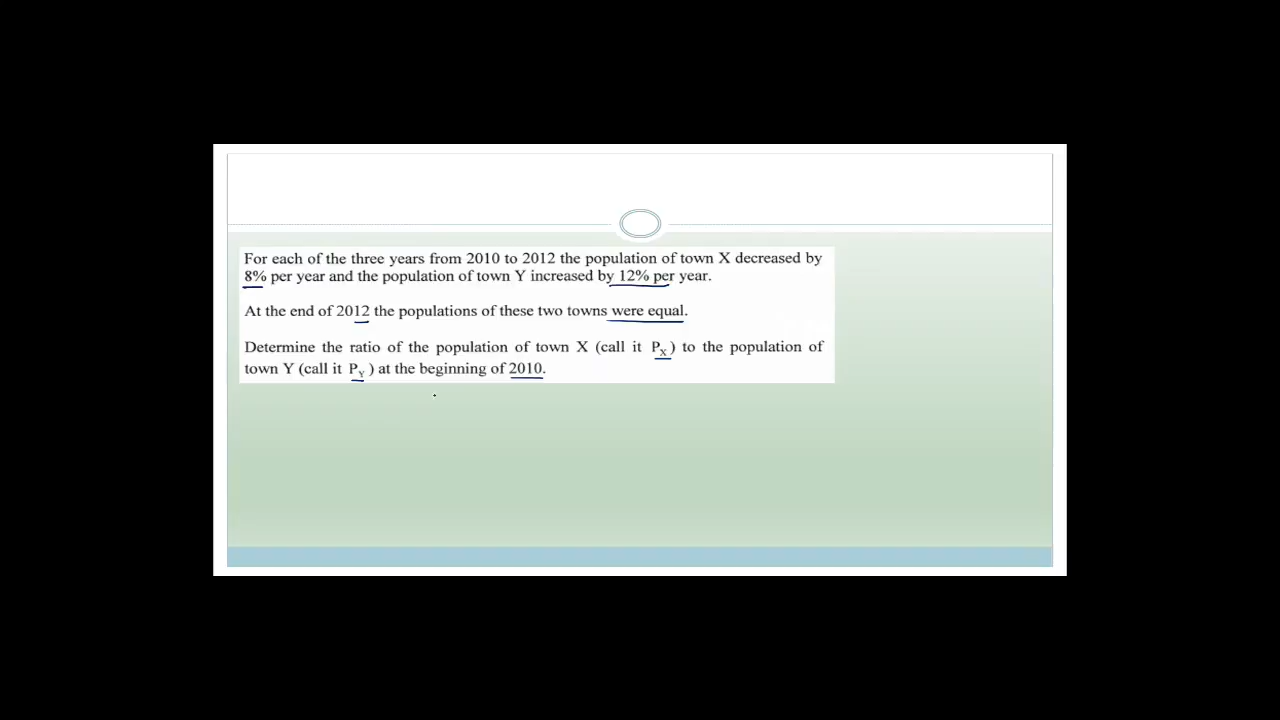 For each of the three years from 2010 to 2012 the population of town X decreased by
8% per year and the population of town Y increased by 12% per year.
At the end of 2012 the populations of these two towns were equal.
Determine the ratio of the population of town X (call it P_X) to the population of
town Y (call it P_Y) at the beginning of 2010.